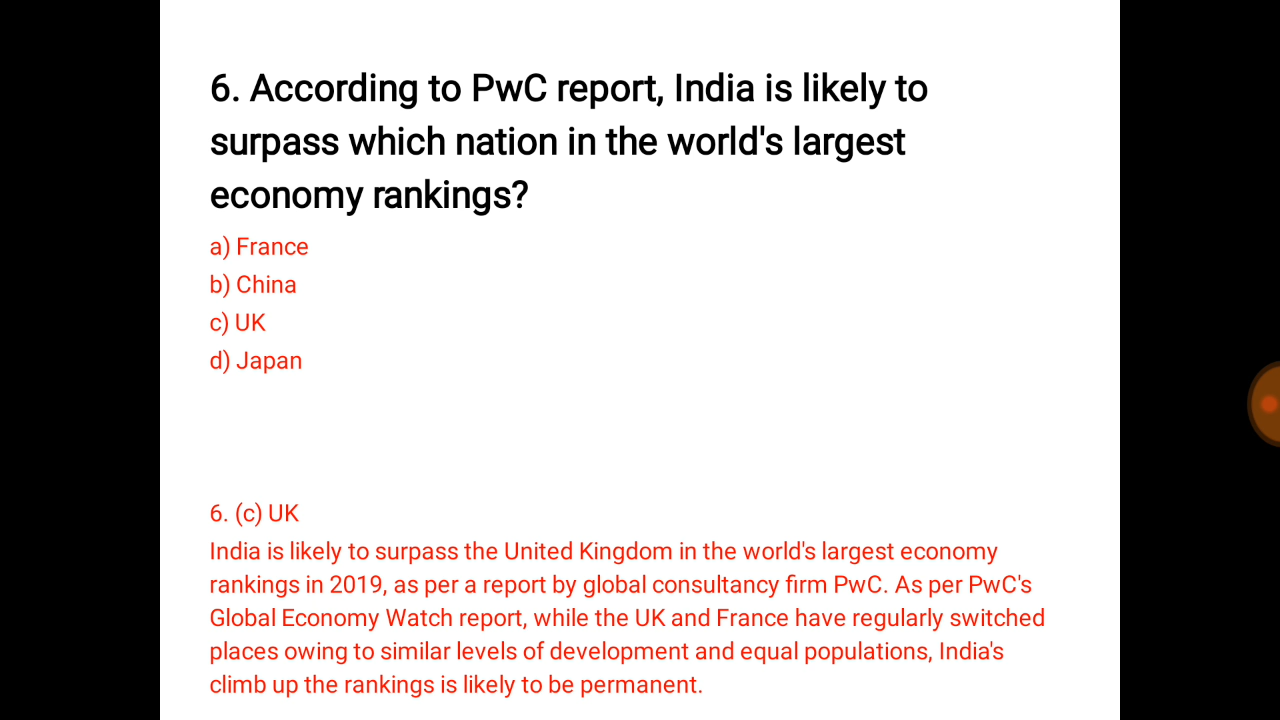 6. According to PwC report, India is likely to
surpass which nation in the world's largest
economy rankings?
a) France
b) China
c) UK
d) Japan
6. (c) UK
India is likely to surpass the United Kingdom in the world's largest economy
rankings in 2019, as per a report by global consultancy firm PwC. As per PwC's
Global Economy Watch report, while the UK and France have regularly switched
places owing to similar levels of development and equal populations, India's
climb up the rankings is likely to be permanent.